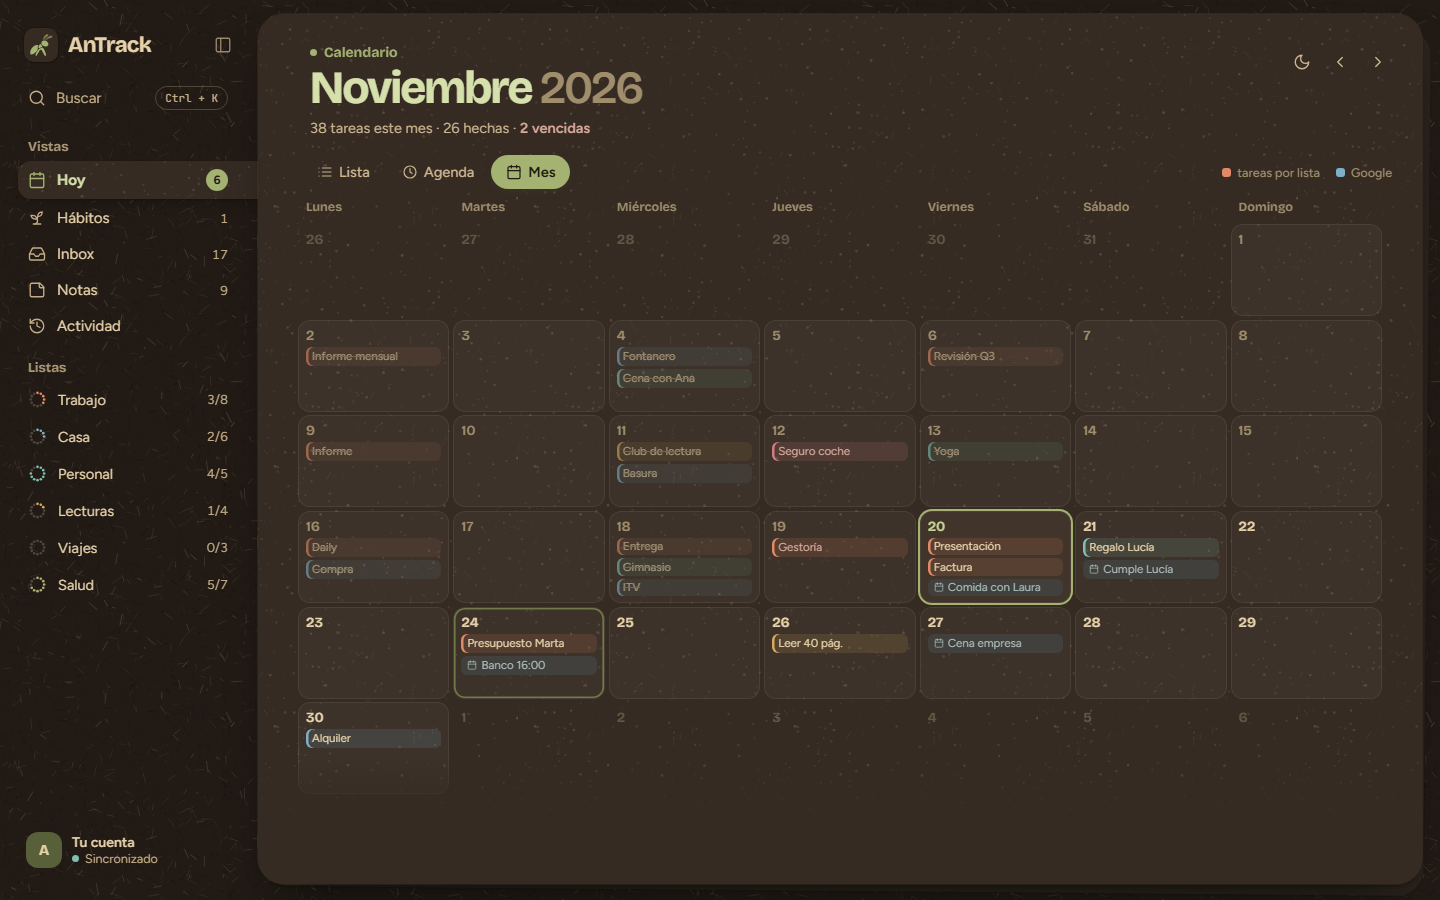 AnTrack
Buscar
Ctrl + K
Vistas
Hoy 6
Hábitos 1
Inbox 17
Notas 9
Actividad
Listas
Trabajo 3/8
Casa 2/6
Personal 4/5
Lecturas 1/4
Viajes 0/3
Salud 5/7
A
Tu cuenta
Sincronizado
Calendario
Noviembre 2026
38 tareas este mes · 26 hechas · 2 vencidas
Lista Agenda Mes
tareas por lista Google
Lunes Martes Miércoles Jueves Viernes Sábado Domingo
26 27 28 29 30 31 1
2 3 4 5 6 7 8
Informe mensual Fontanero Revisión Q3
Cena con Ana
9 10 11 12 13 14 15
Informe Club de lectura Seguro coche Yoga
Basura
16 17 18 19 20 21 22
Daily Entrega Gestoría Presentación Regalo Lucía
Compra Gimnasio Factura Cumple Lucía
ITV Comida con Laura
23 24 25 26 27 28 29
Presupuesto Marta Leer 40 pág. Cena empresa
Banco 16:00
30 1 2 3 4 5 6
Alquiler